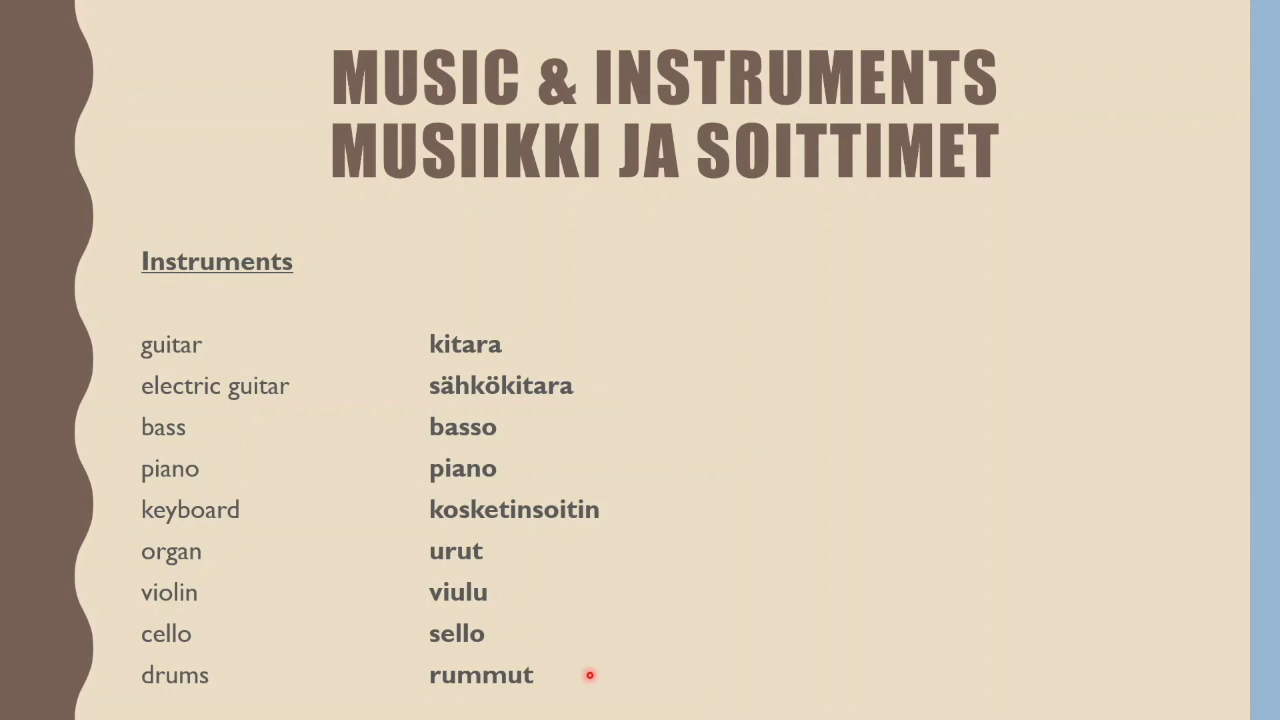 MUSIC & INSTRUMENTS
MUSIIKKI JA SOITTIMET
Instruments
guitar kitara
electric guitar sähkökitara
bass basso
piano piano
keyboard kosketinsoitin
organ urut
violin viulu
cello sello
drums rummut